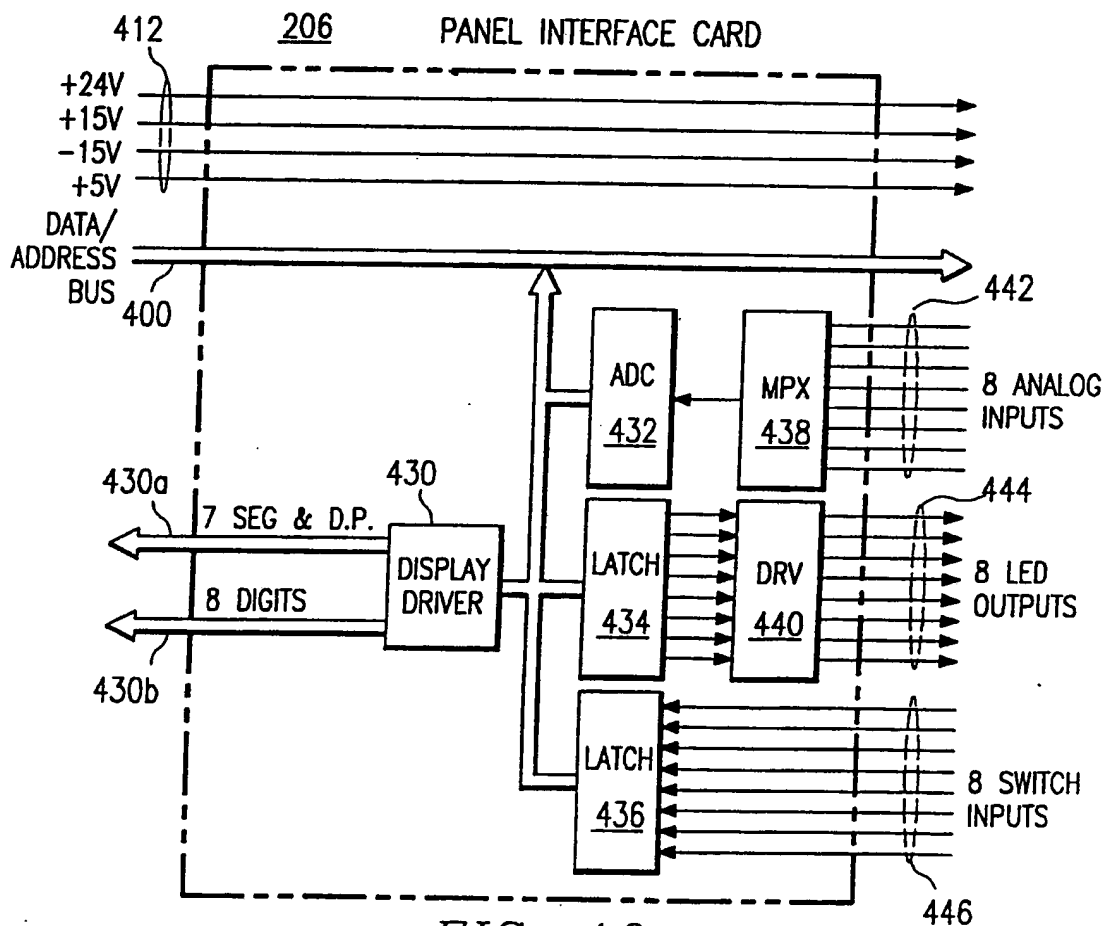 206 PANEL INTERFACE CARD
412
+24V
+15V
-15V
+5V
DATA/
ADDRESS
BUS
400
442
ADC
432
MPX
438
8 ANALOG
INPUTS
430a
430
7 SEG & D.P.
444
DISPLAY
DRIVER
LATCH
434
DRV
440
8 LED
OUTPUTS
8 DIGITS
430b
LATCH
436
8 SWITCH
INPUTS
446